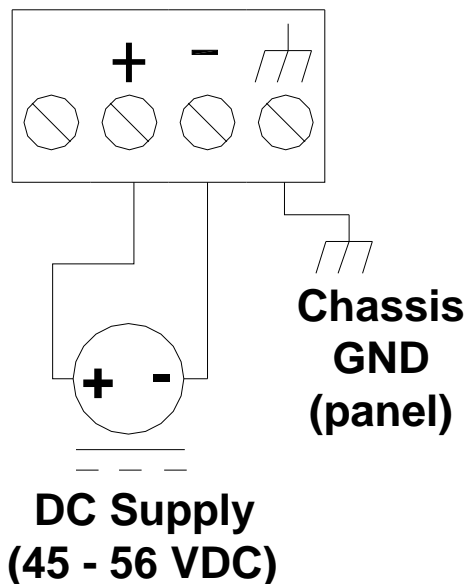 + -
+ -
Chassis
GND
(panel)
DC Supply
(45 - 56 VDC)